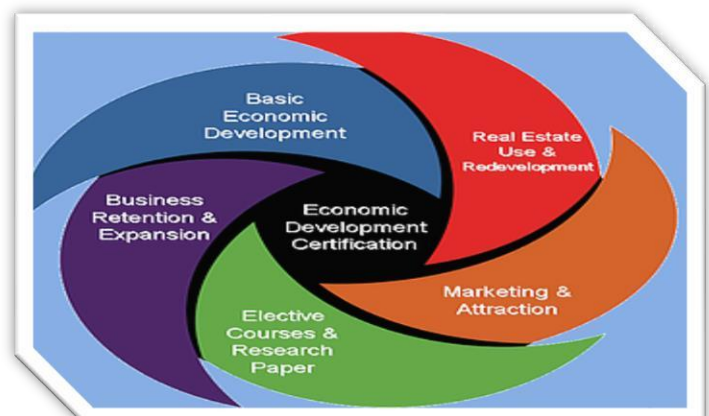 Basic
Economic
Development
Real Estate
Use &
Redevelopment
Business
Retention &
Expansion
Economic
Development
Certification
Marketing &
Attraction
Elective
Courses &
Research
Paper